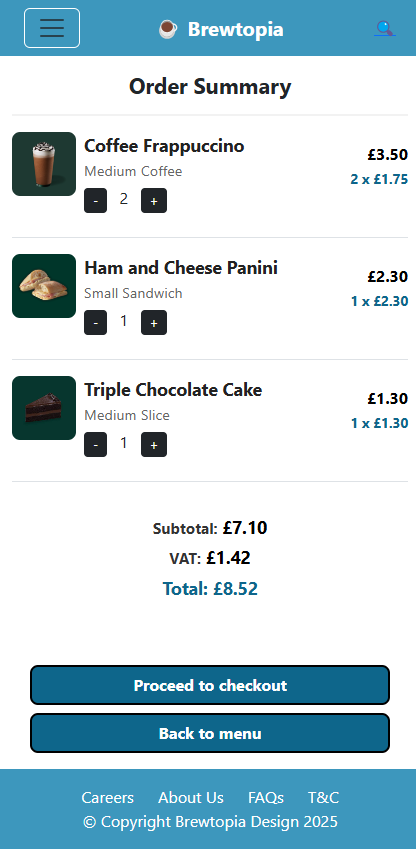 Brewtopia
Order Summary
Coffee Frappuccino
£3.50
Medium Coffee
2 x £1.75
- 2 +
Ham and Cheese Panini
£2.30
Small Sandwich
1 x £2.30
- 1 +
Triple Chocolate Cake
£1.30
Medium Slice
1 x £1.30
- 1 +
Subtotal: £7.10
VAT: £1.42
Total: £8.52
Proceed to checkout
Back to menu
Careers About Us FAQs T&C
© Copyright Brewtopia Design 2025